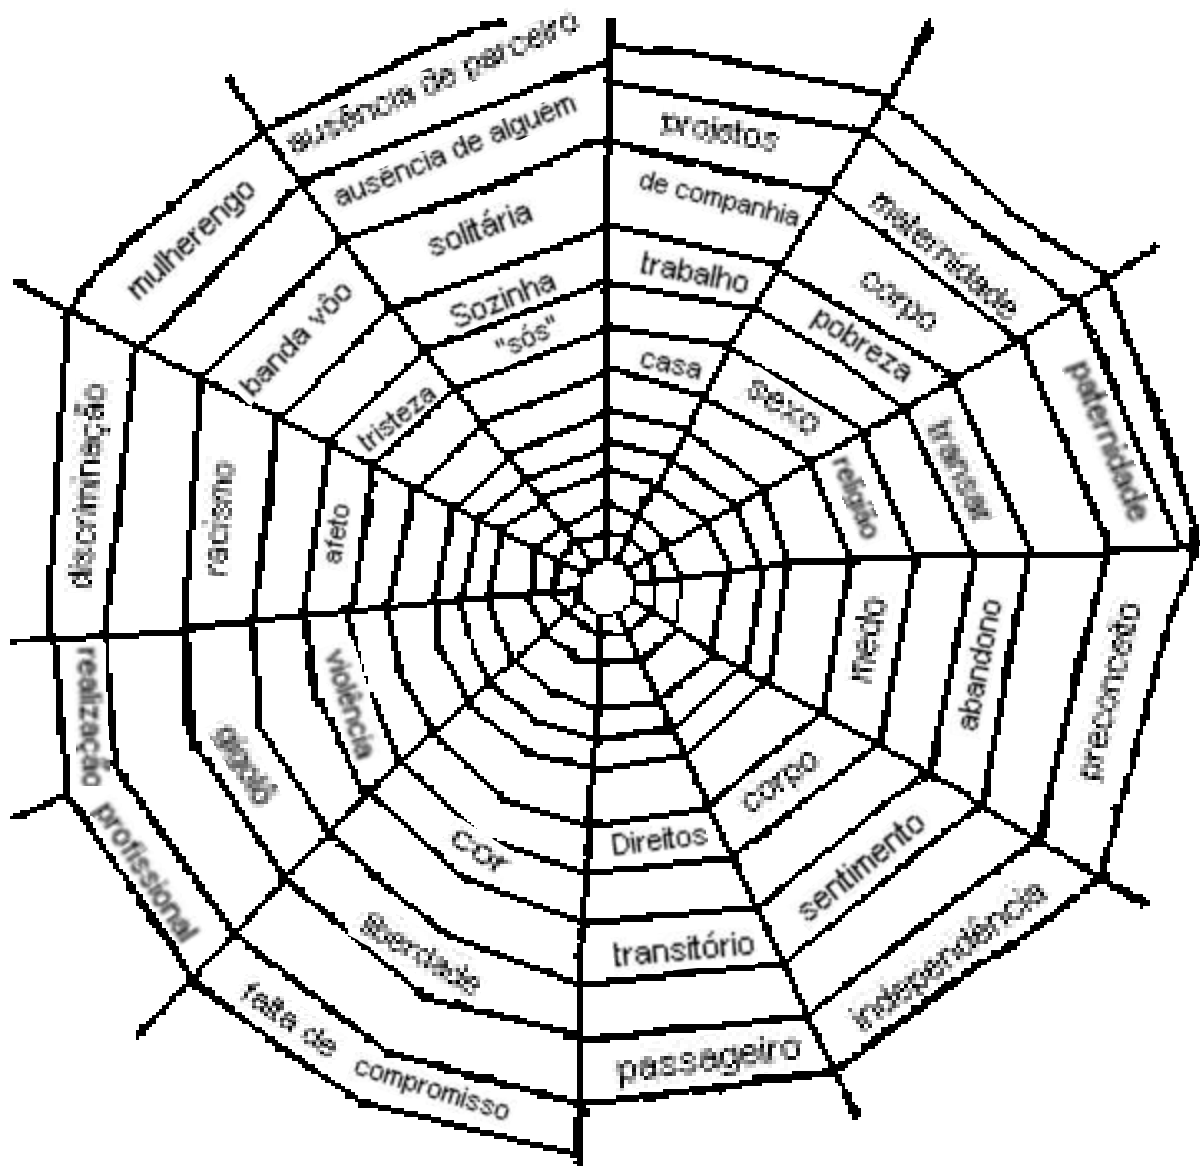 ausência de parceiro
ausência de alguém
solitária
Sozinha
"sós"
projetos
de companhia
trabalho
casa
maternidade
corpo
pobreza
sexo
paternidade
transar
religião
preconceito
abandono
medo
independência
sentimento
corpo
passageiro
transitório
Direitos
falta de compromisso
liberdade
cor
realização profissional
gigolô
violência
discriminação
racismo
afeto
mulherengo
banda vôo
tristeza